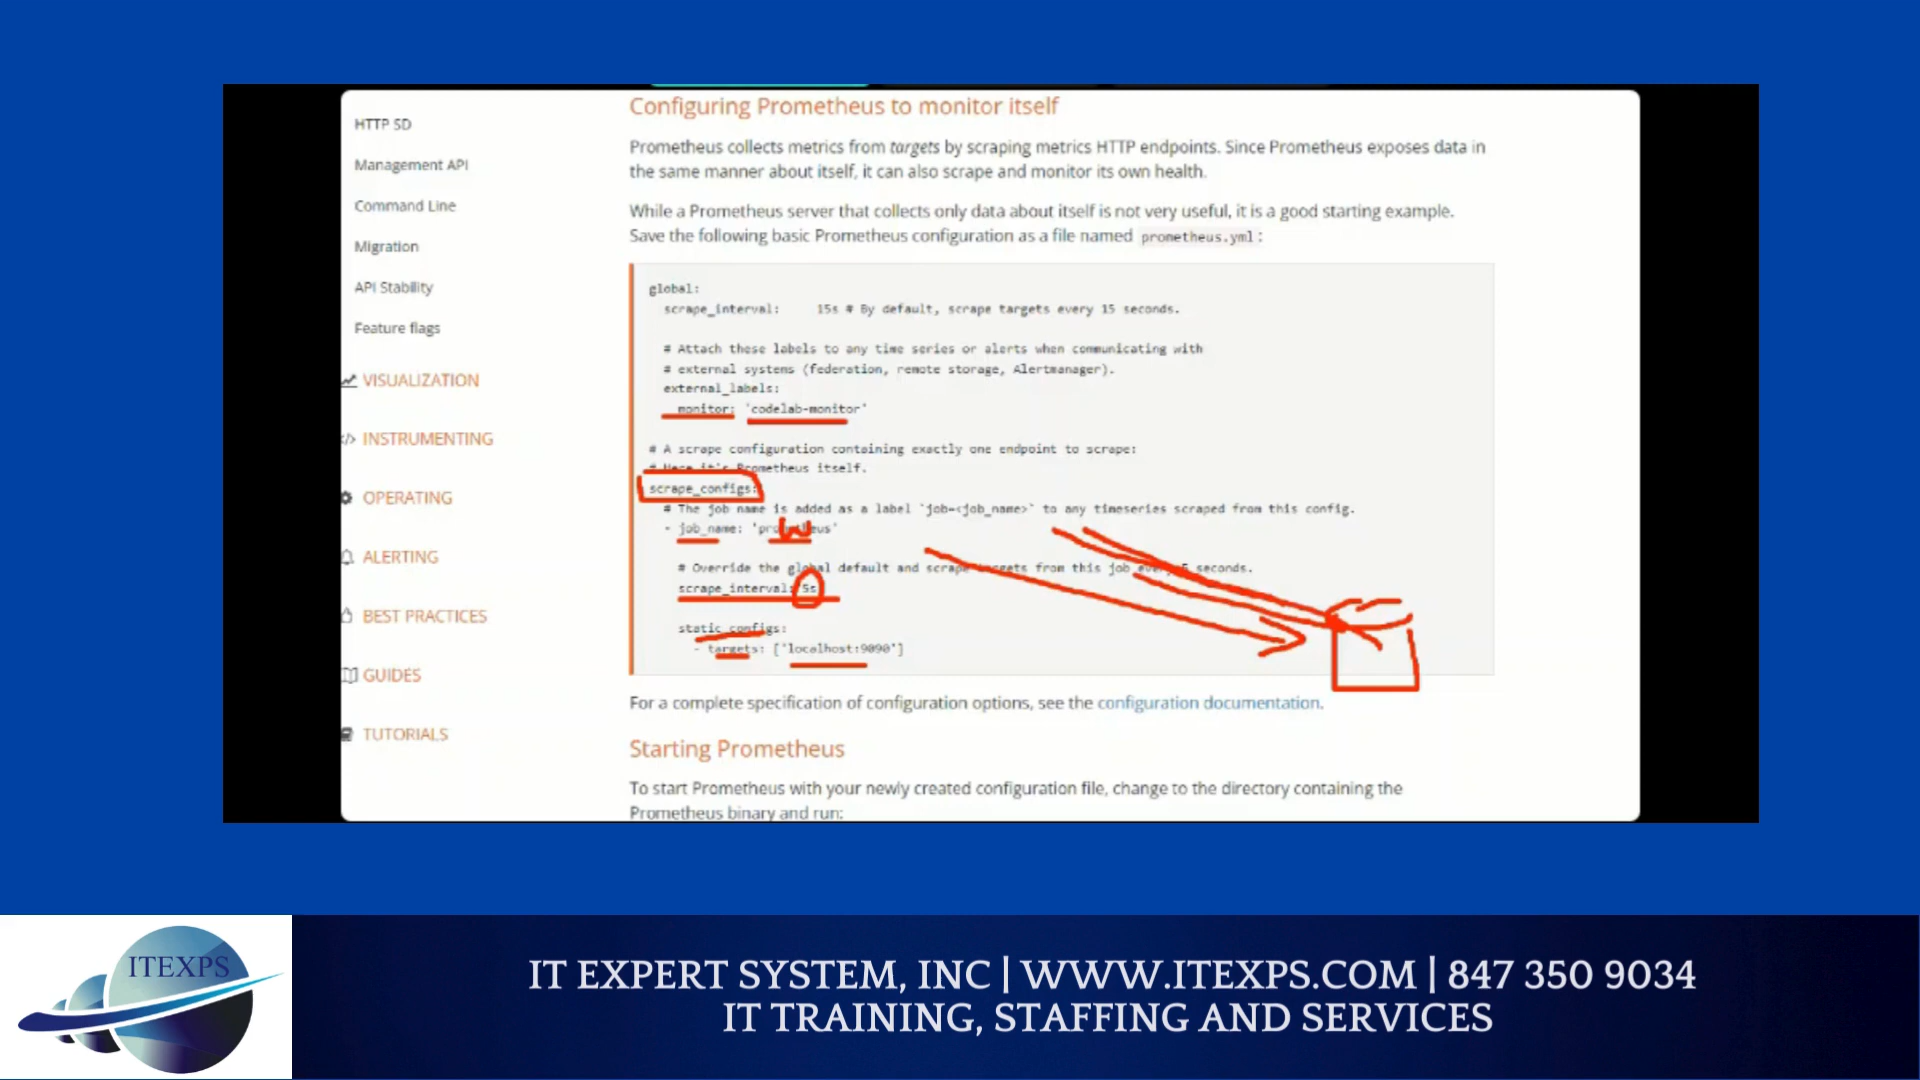 HTTP SD
Management API
Command Line
Migration
API Stability
Feature flags
VISUALIZATION
INSTRUMENTING
OPERATING
ALERTING
BEST PRACTICES
GUIDES
TUTORIALS
Configuring Prometheus to monitor itself
Prometheus collects metrics from targets by scraping metrics HTTP endpoints. Since Prometheus exposes data in
the same manner about itself, it can also scrape and monitor its own health.
While a Prometheus server that collects only data about itself is not very useful, it is a good starting example.
Save the following basic Prometheus configuration as a file named prometheus.yml:
global:
scrape_interval: 15s # By default, scrape targets every 15 seconds.
# Attach these labels to any time series or alerts when communicating with
# external systems (federation, remote storage, Alertmanager).
external_labels:
monitor: 'codelab-monitor'
# A scrape configuration containing exactly one endpoint to scrape:
# Here it's Prometheus itself.
scrape_configs:
# The job name is added as a label `job=<job_name>` to any timeseries scraped from this config.
- job_name: 'prometheus'
W
# Override the global default and scrape targets from this job every 5 seconds.
scrape_interval: 5s
static_configs:
- targets: ['localhost:9090']
For a complete specification of configuration options, see the configuration documentation.
Starting Prometheus
To start Prometheus with your newly created configuration file, change to the directory containing the
Prometheus binary and run:
ITEXPS
IT EXPERT SYSTEM, INC | WWW.ITEXPS.COM | 847 350 9034
IT TRAINING, STAFFING AND SERVICES